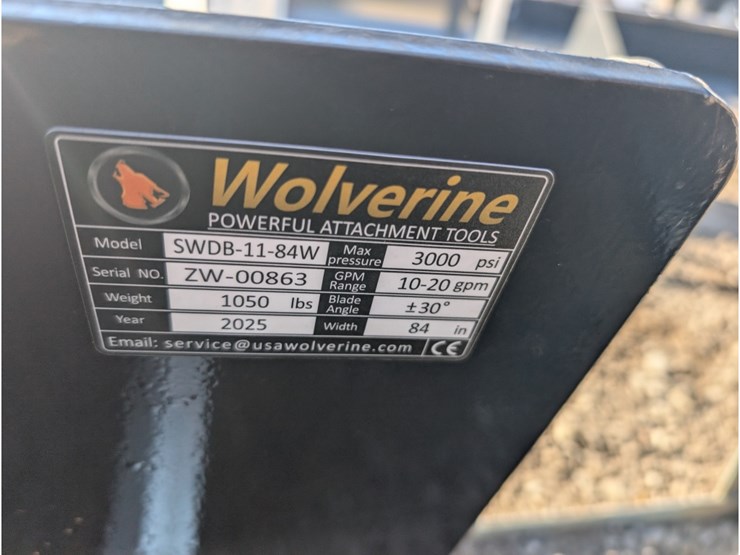 Wolverine
POWERFUL ATTACHMENT TOOLS
Model SWDB-11-84W Max pressure 3000 psi
Serial NO. ZW-00863 GPM Range 10-20 gpm
Weight 1050 lbs Blade Angle ±30°
Year 2025 Width 84 in
Email: service@usawolverine.com CE